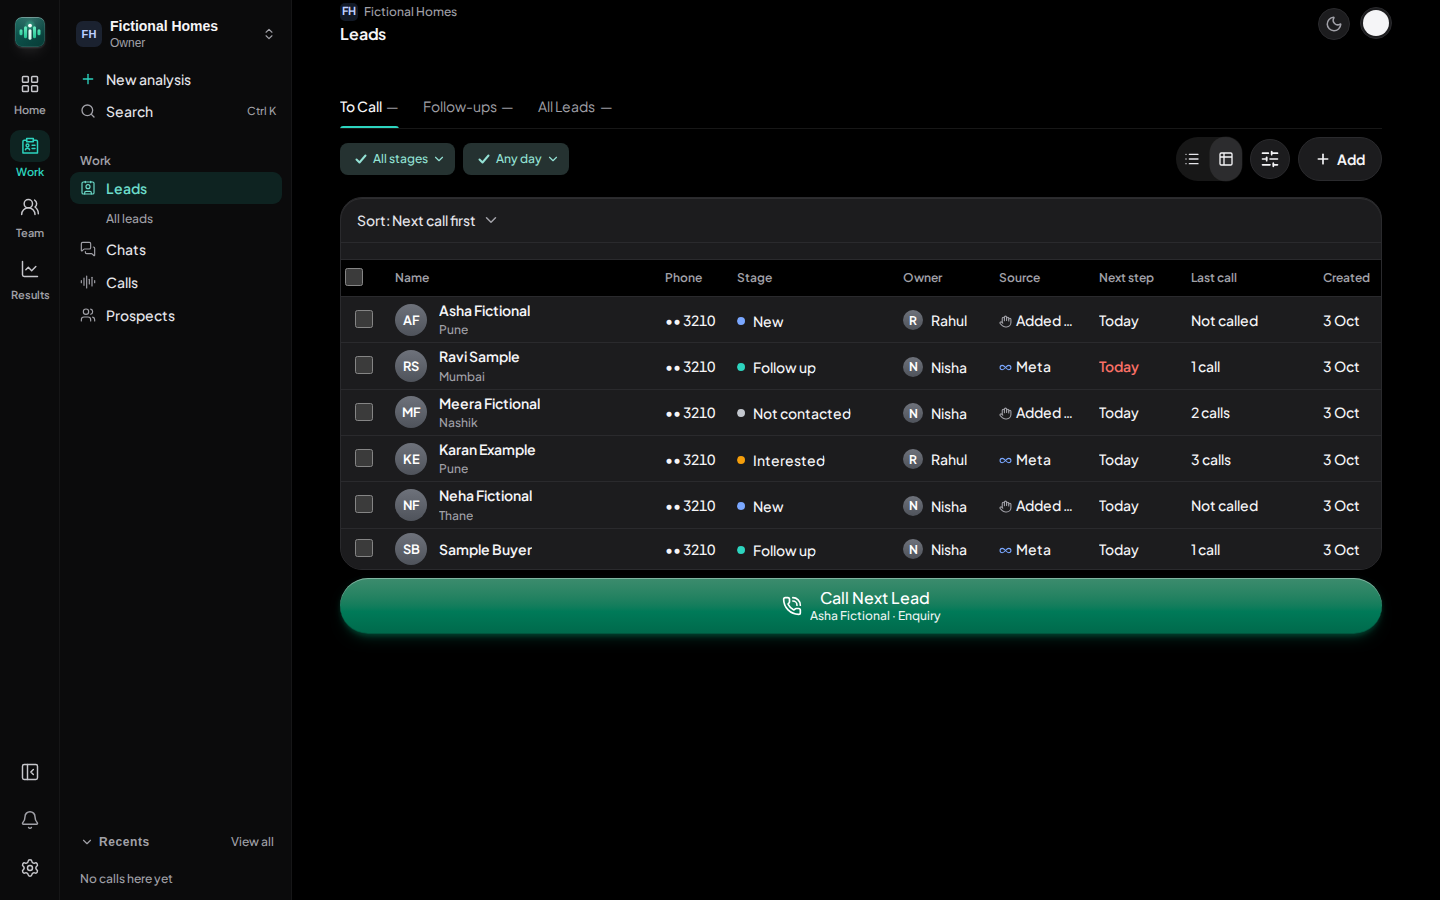 Home
Work
Team
Results
FH
Fictional Homes
Owner
New analysis
Search Ctrl K
Work
Leads
All leads
Chats
Calls
Prospects
Recents View all
No calls here yet
FH Fictional Homes
Leads
To Call — Follow-ups — All Leads —
All stages Any day Add
Sort: Next call first
Name Phone Stage Owner Source Next step Last call Created
AF Asha Fictional ••3210 New R Rahul Added ... Today Not called 3 Oct
Pune
RS Ravi Sample ••3210 Follow up N Nisha Meta Today 1 call 3 Oct
Mumbai
MF Meera Fictional ••3210 Not contacted N Nisha Added ... Today 2 calls 3 Oct
Nashik
KE Karan Example ••3210 Interested R Rahul Meta Today 3 calls 3 Oct
Pune
NF Neha Fictional ••3210 New N Nisha Added ... Today Not called 3 Oct
Thane
SB Sample Buyer ••3210 Follow up N Nisha Meta Today 1 call 3 Oct
Call Next Lead
Asha Fictional · Enquiry